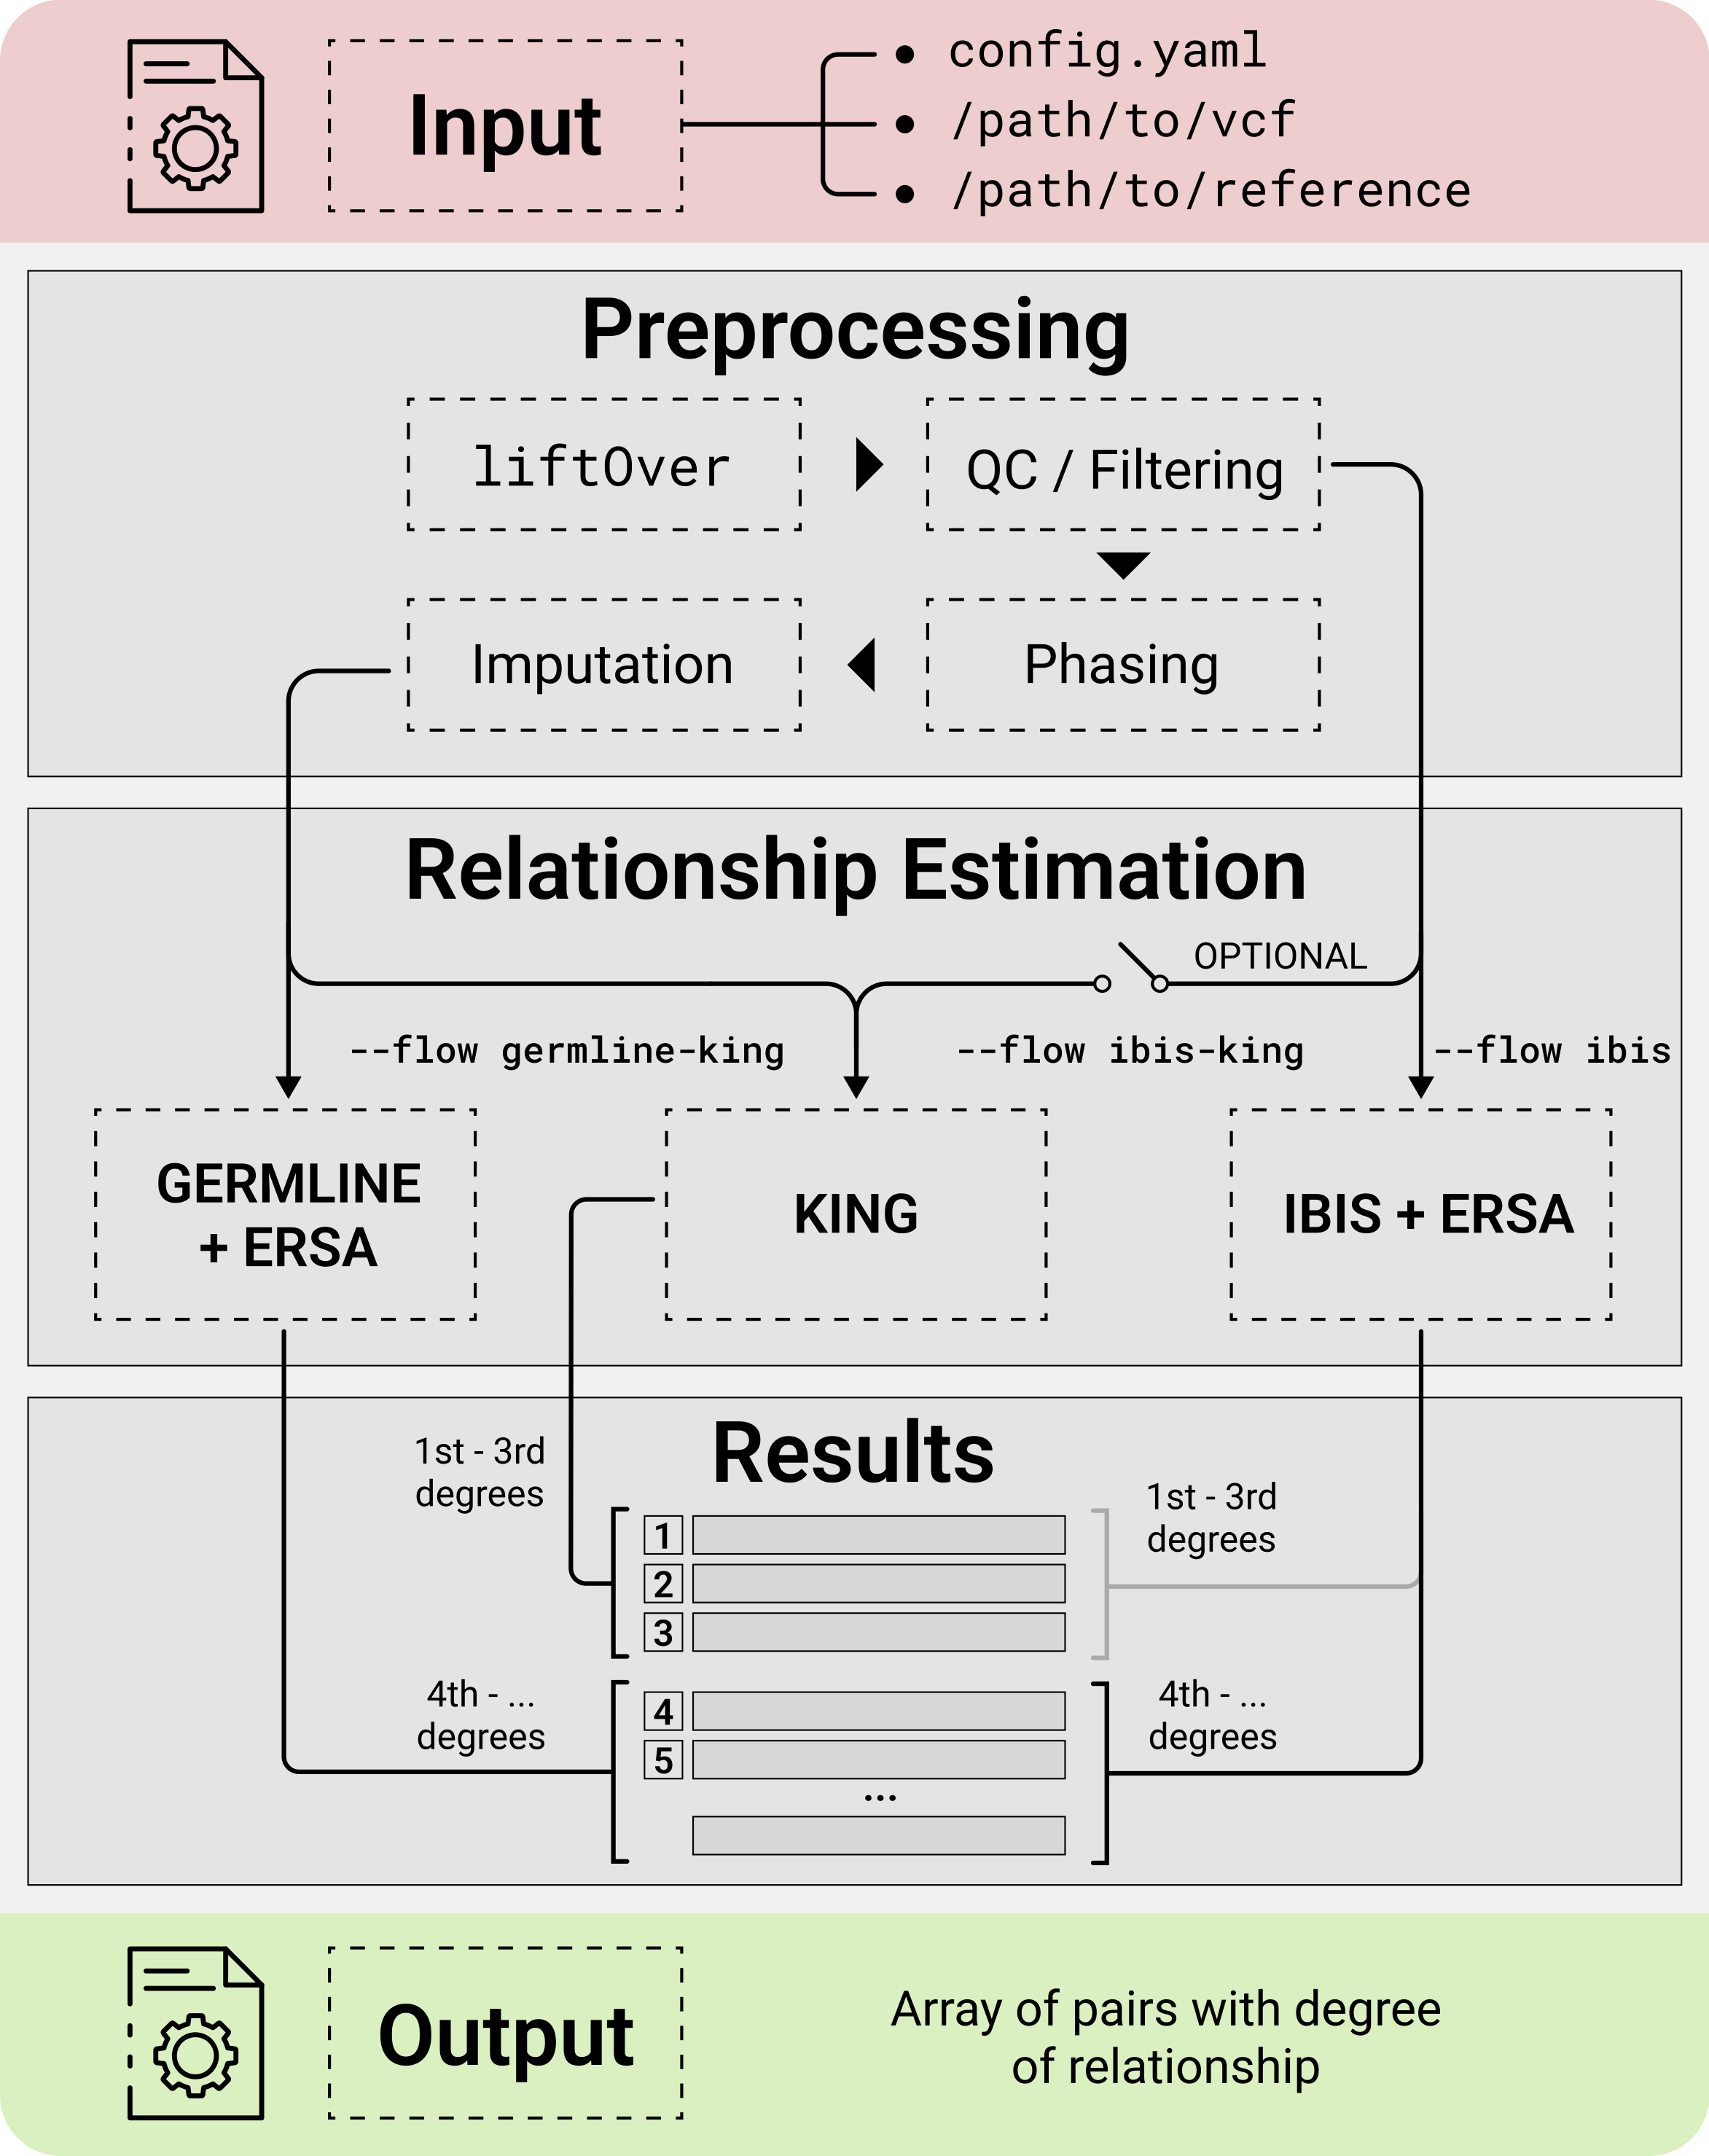 Input
config.yaml
/path/to/vcf
/path/to/reference
Preprocessing
liftOver
QC / Filtering
Imputation
Phasing
Relationship Estimation
OPTIONAL
--flow germline-king
--flow ibis-king
--flow ibis
GERMLINE
+ ERSA
KING
IBIS + ERSA
Results
1st - 3rd
degrees
1st - 3rd
degrees
1
2
3
4th - ...
degrees
4th - ...
degrees
4
5
...
Output
Array of pairs with degree
of relationship